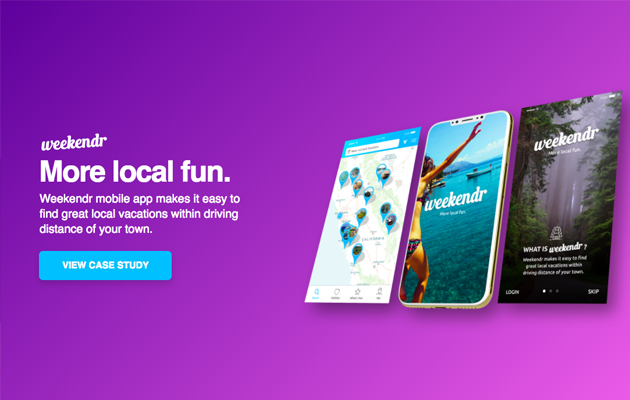 weekendr
More local fun.
Weekendr mobile app makes it easy to
find great local vacations within driving
distance of your town.
VIEW CASE STUDY
CALIFORNIA
weekendr
More local fun.
weekendr
More local fun.
WHAT IS weekendr ?
Weekendr makes it easy to find
great local vacations within
driving distance of your town.
LOGIN
SKIP